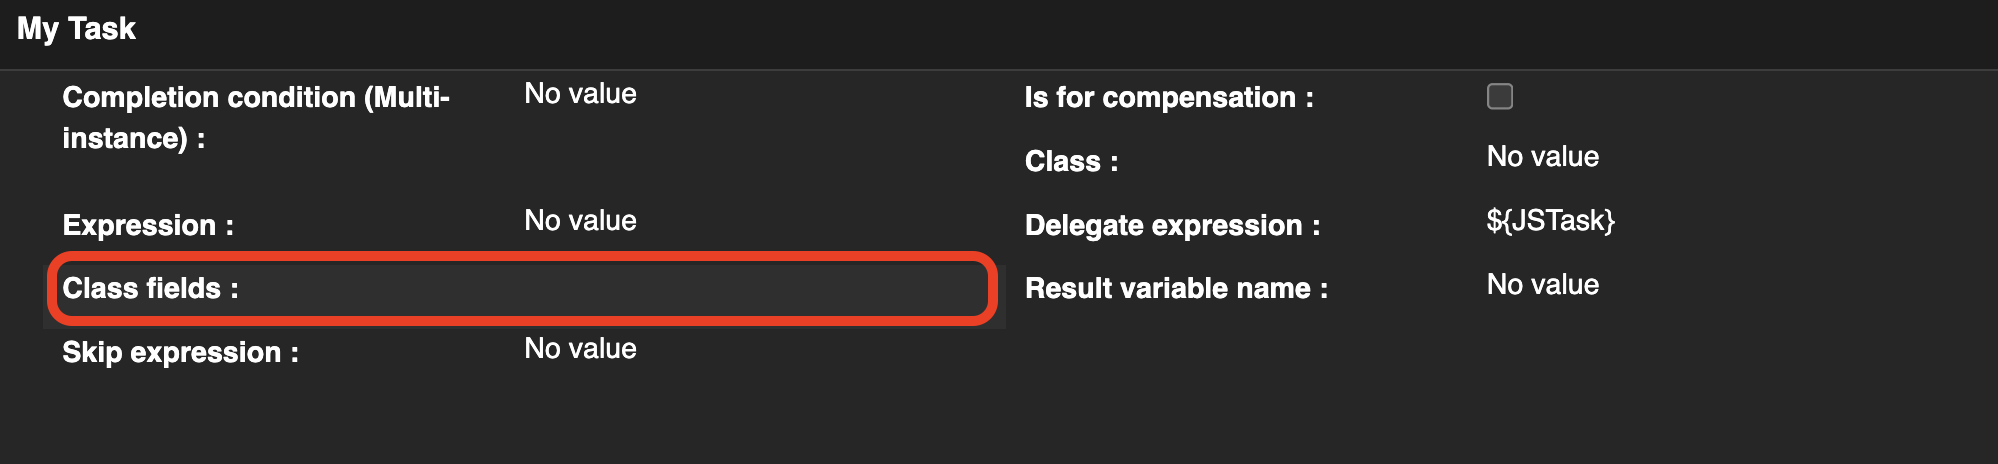 My Task
Completion condition (Multi-
instance) :
No value
Is for compensation :
Class :
No value
Expression :
No value
Delegate expression :
${JSTask}
Class fields :
Result variable name :
No value
Skip expression :
No value